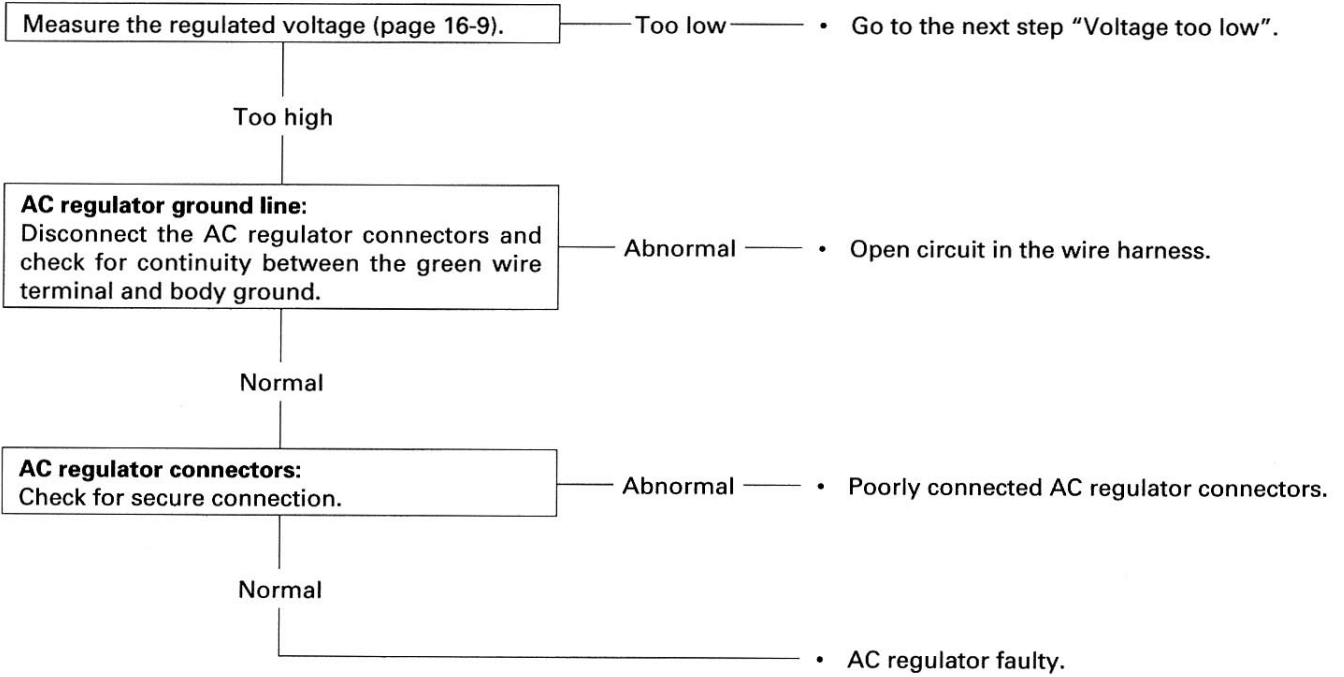 Measure the regulated voltage (page 16-9).
Too low
• Go to the next step “Voltage too low”.
Too high
AC regulator ground line:
Disconnect the AC regulator connectors and
check for continuity between the green wire
terminal and body ground.
Abnormal
• Open circuit in the wire harness.
Normal
AC regulator connectors:
Check for secure connection.
Abnormal
• Poorly connected AC regulator connectors.
Normal
• AC regulator faulty.